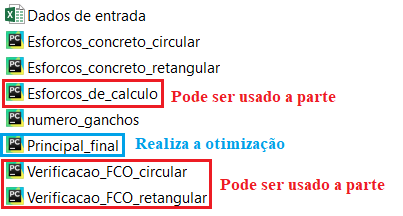 Dados de entrada
Esforcos_concreto_circular
Esforcos_concreto_retangular
Esforcos_de_calculo Pode ser usado a parte
numero_ganchos
Principal_final Realiza a otimização
Verificacao_FCO_circular
Pode ser usado a parte
Verificacao_FCO_retangular